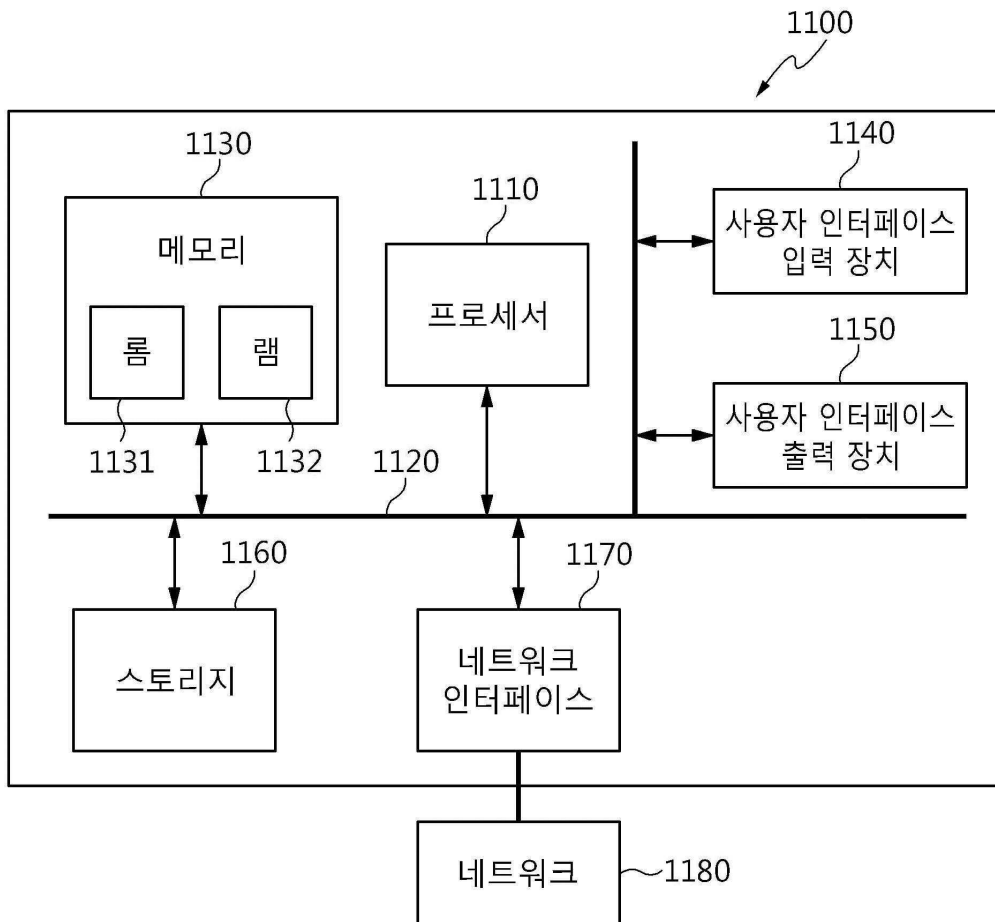 1100
1130
메모리
롬
램
1131
1132
1110
프로세서
1120
1140
사용자 인터페이스
입력 장치
1150
사용자 인터페이스
출력 장치
1160
스토리지
1170
네트워크
인터페이스
네트워크
1180